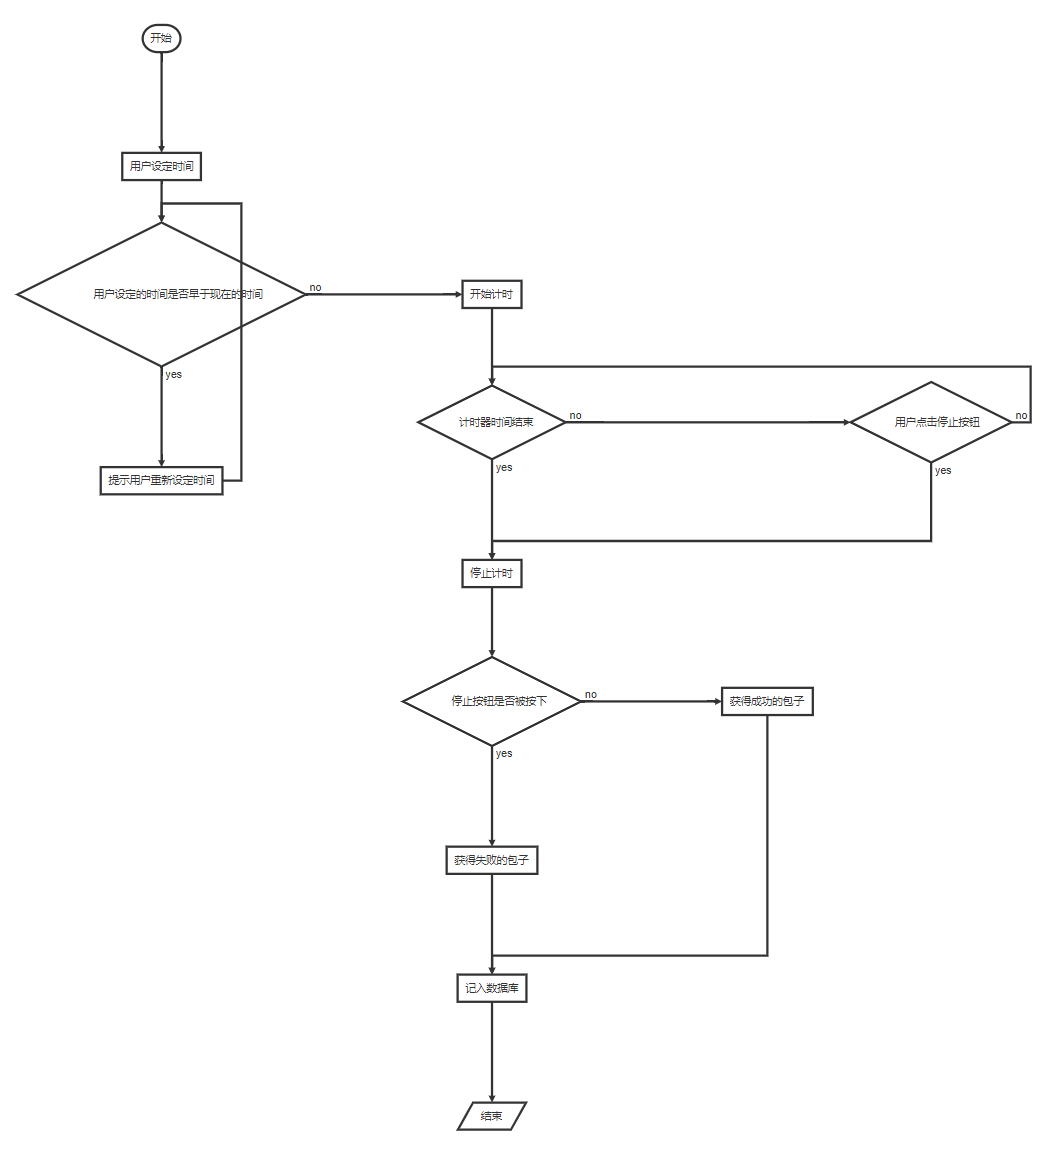 开始
用户设定时间
用户设定的时间是否早于现在的时间
no
开始计时
yes
计时器时间结束
no
用户点击停止按钮
no
yes
yes
提示用户重新设定时间
停止计时
停止按钮是否被按下
no
获得成功的包子
yes
获得失败的包子
记入数据库
结束